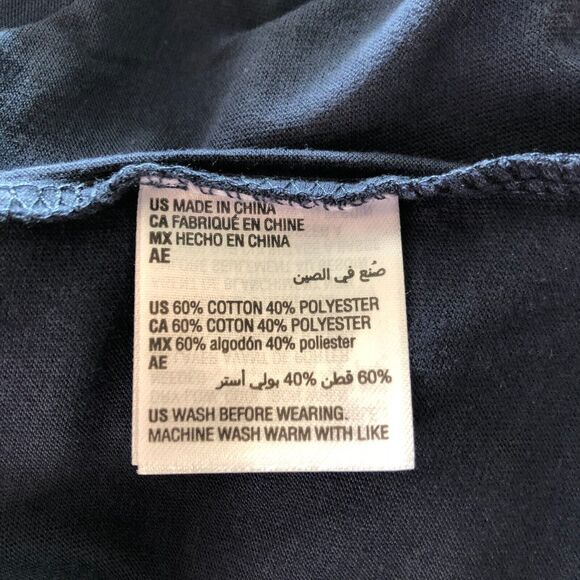 US MADE IN CHINA
CA FABRIQUÉ EN CHINE
MX HECHO EN CHINA
AE
صُنع في الصين
US 60% COTTON 40% POLYESTER
CA 60% COTON 40% POLYESTER
MX 60% algodón 40% poliester
AE
60% قطن 40% بولي أستر
US WASH BEFORE WEARING.
MACHINE WASH WARM WITH LIKE